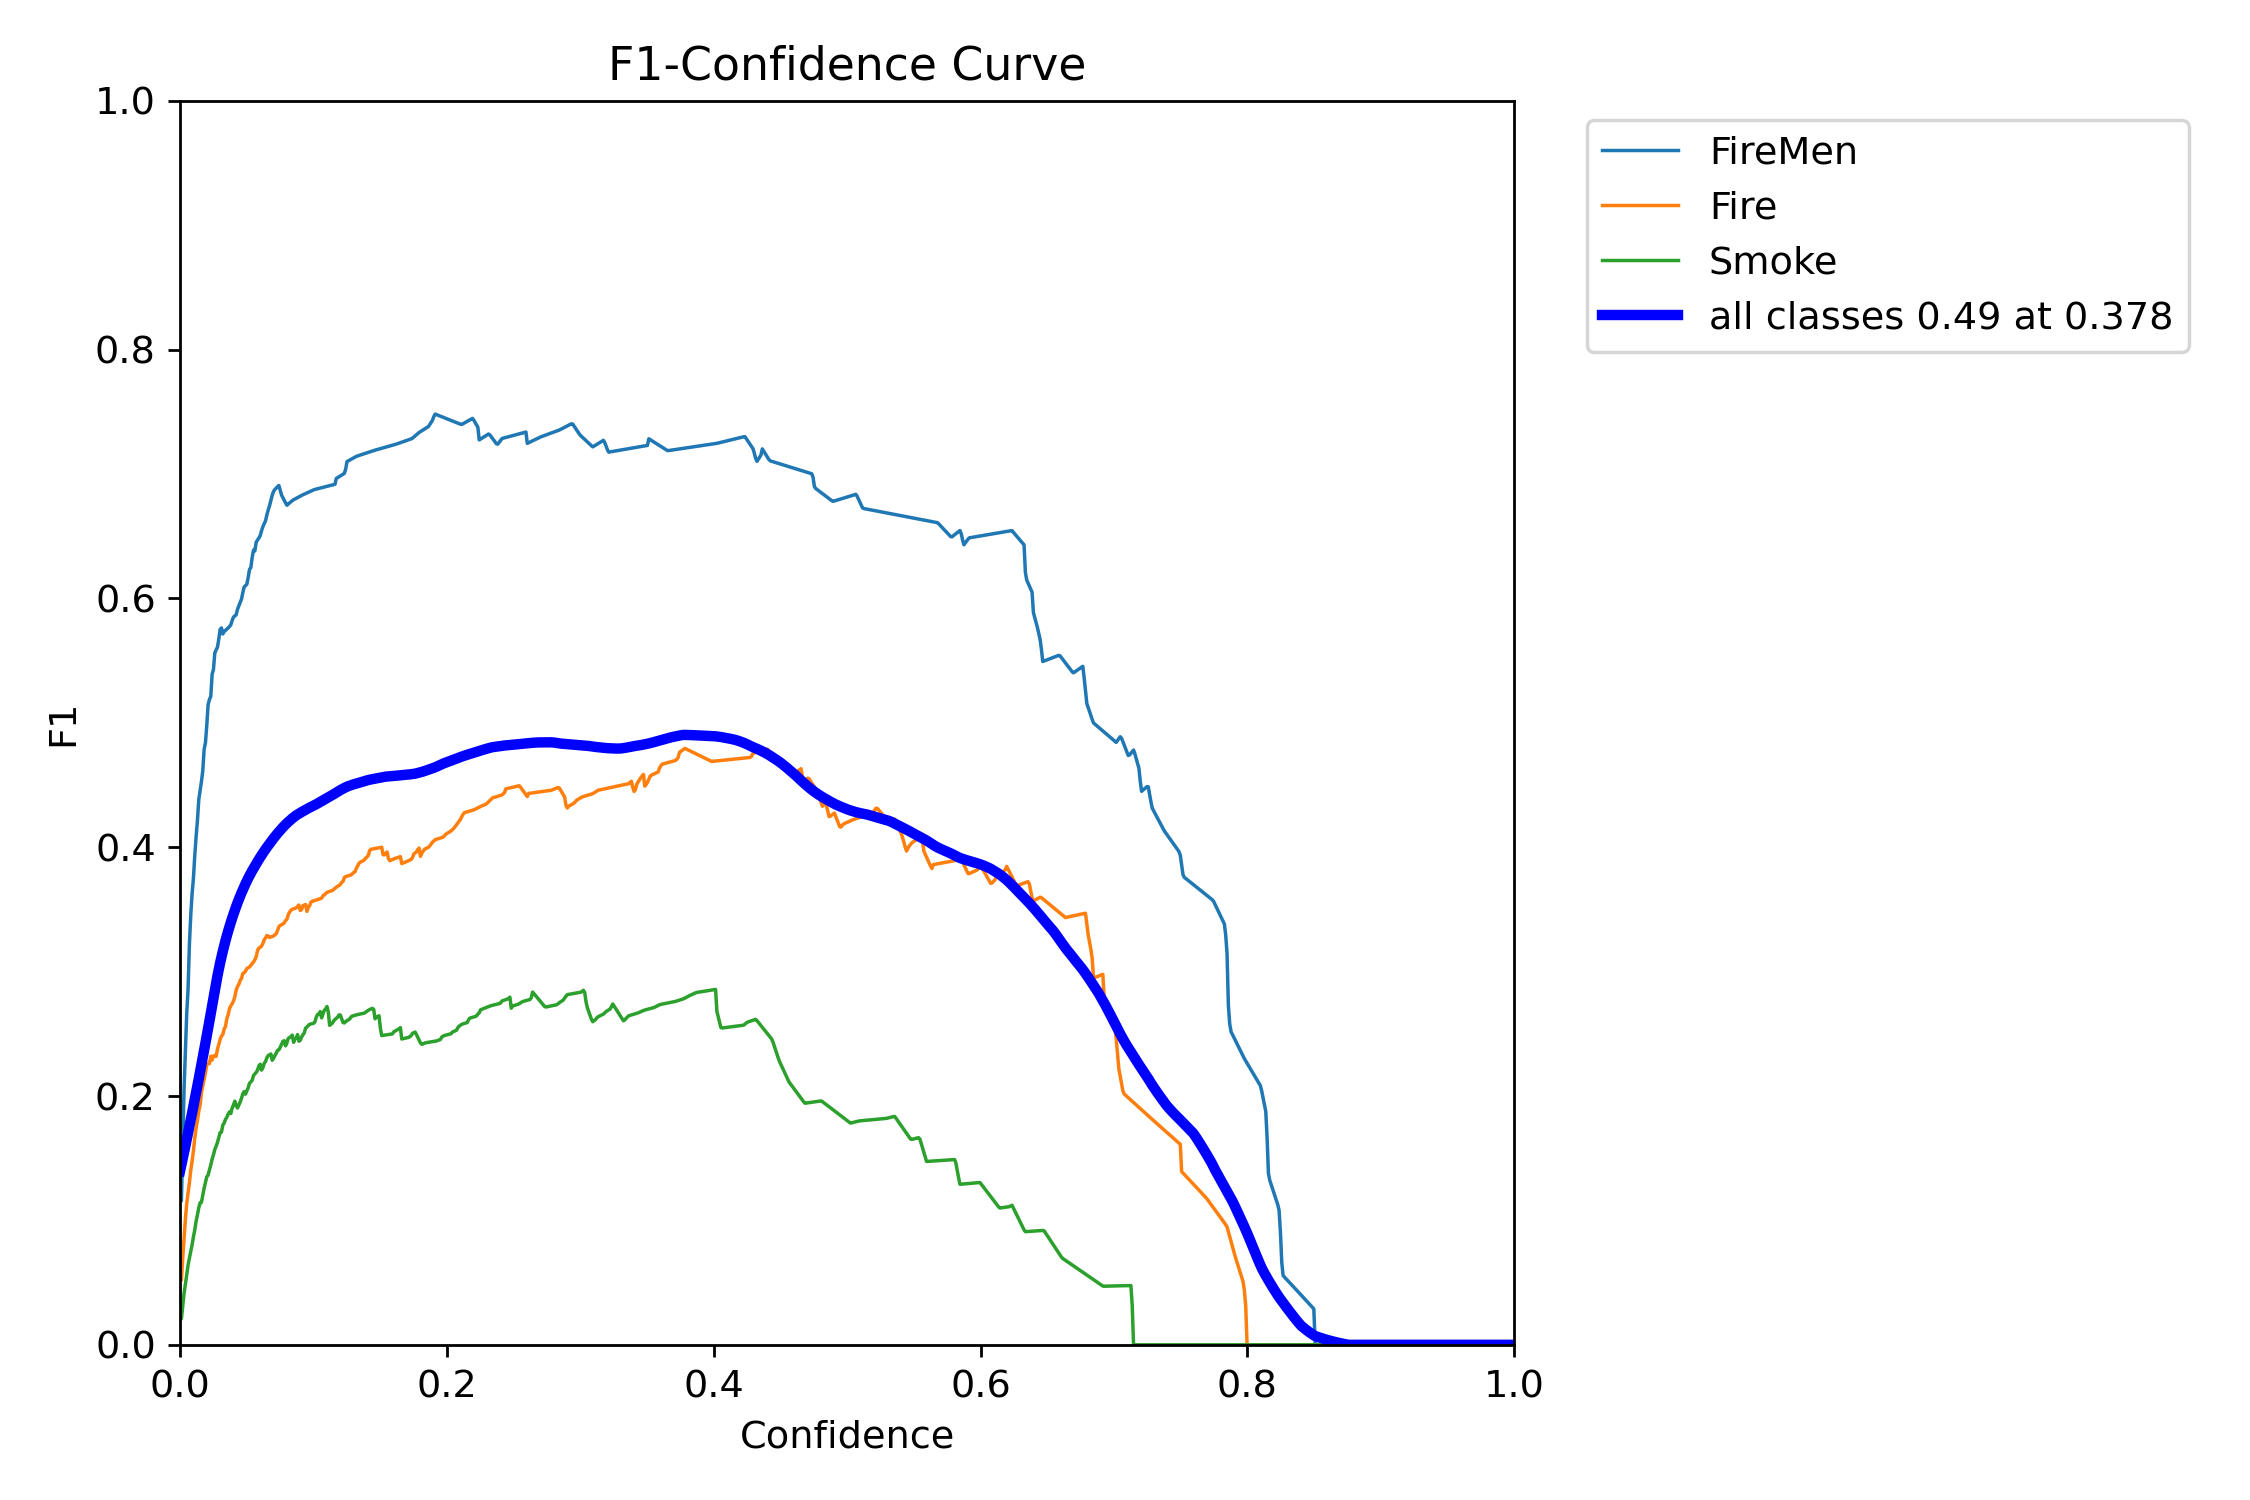 F1-Confidence Curve
1.0
0.8
0.6
0.4
0.2
0.0
F1
0.0 0.2 0.4 0.6 0.8 1.0
Confidence
FireMen
Fire
Smoke
all classes 0.49 at 0.378